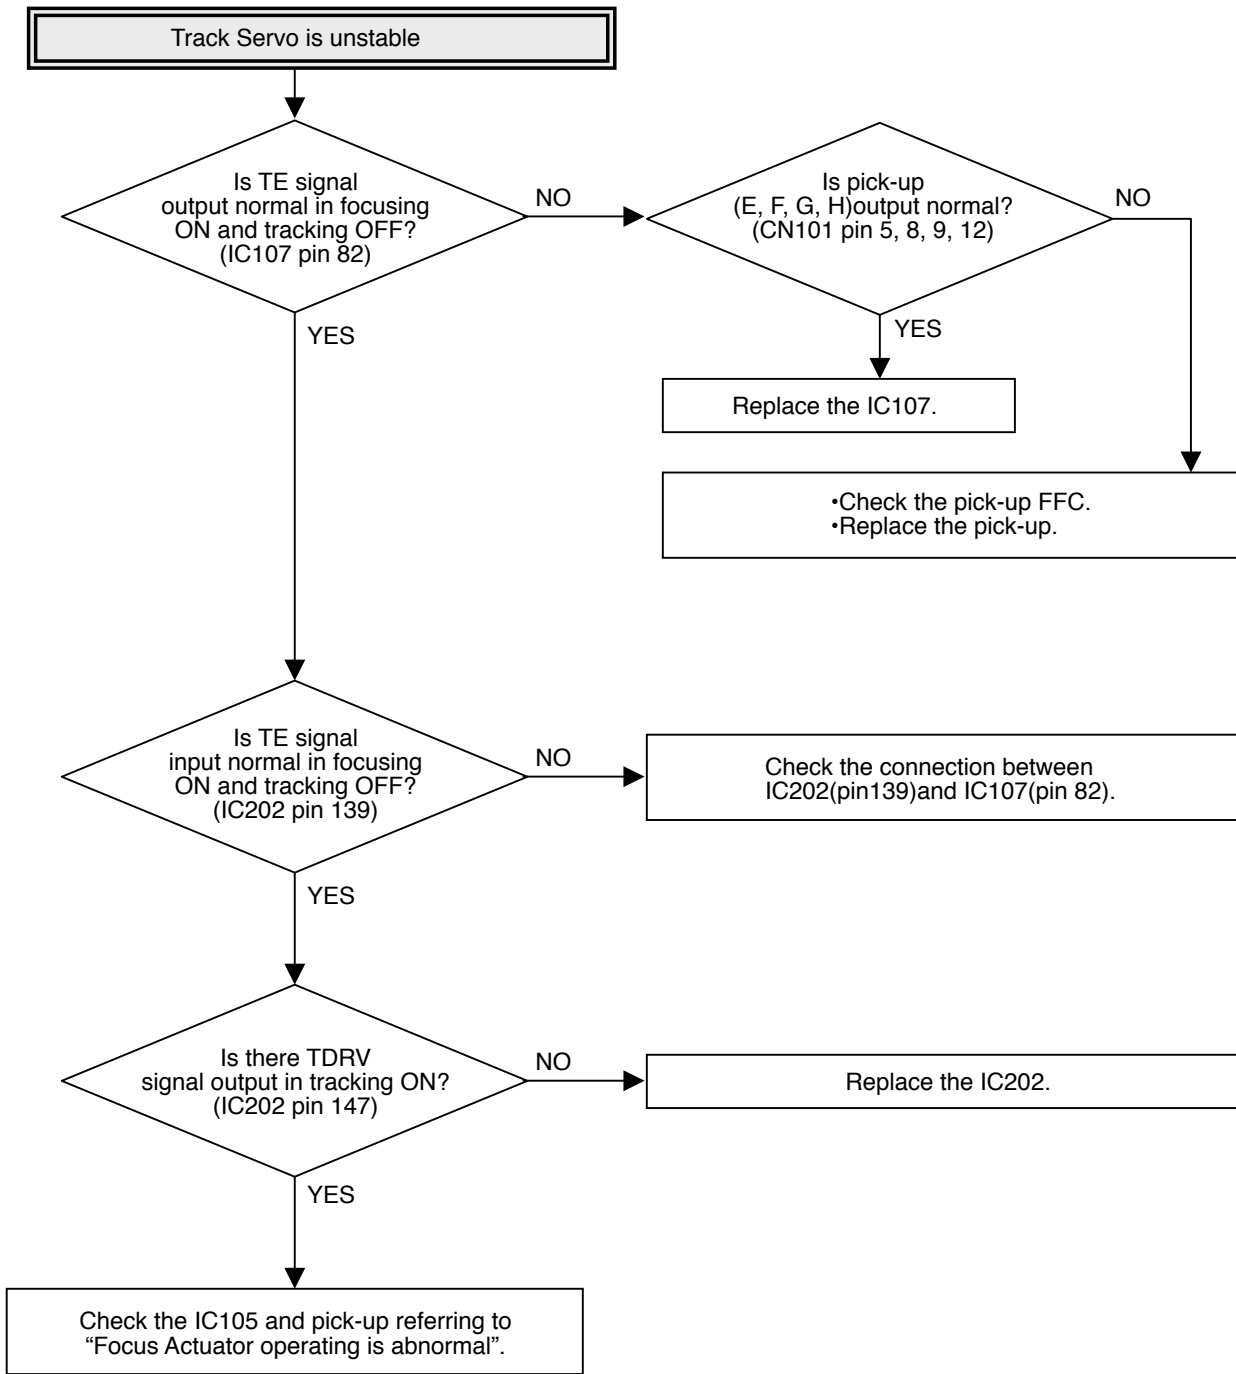 Track Servo is unstable
Is TE signal
output normal in focusing
ON and tracking OFF?
(IC107 pin 82)
NO
YES
Is pick-up
(E, F, G, H)output normal?
(CN101 pin 5, 8, 9, 12)
NO
YES
Replace the IC107.
•Check the pick-up FFC.
•Replace the pick-up.
Is TE signal
input normal in focusing
ON and tracking OFF?
(IC202 pin 139)
NO
YES
Check the connection between
IC202(pin139)and IC107(pin 82).
Is there TDRV
signal output in tracking ON?
(IC202 pin 147)
NO
YES
Replace the IC202.
Check the IC105 and pick-up referring to
“Focus Actuator operating is abnormal”.